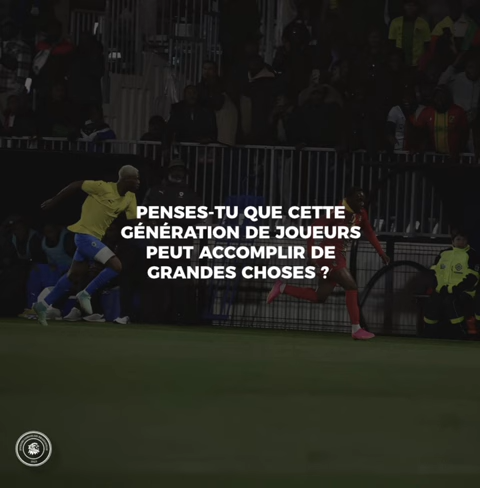 PENSES-TU QUE CETTE
GÉNÉRATION DE JOUEURS
PEUT ACCOMPLIR DE
GRANDES CHOSES ?